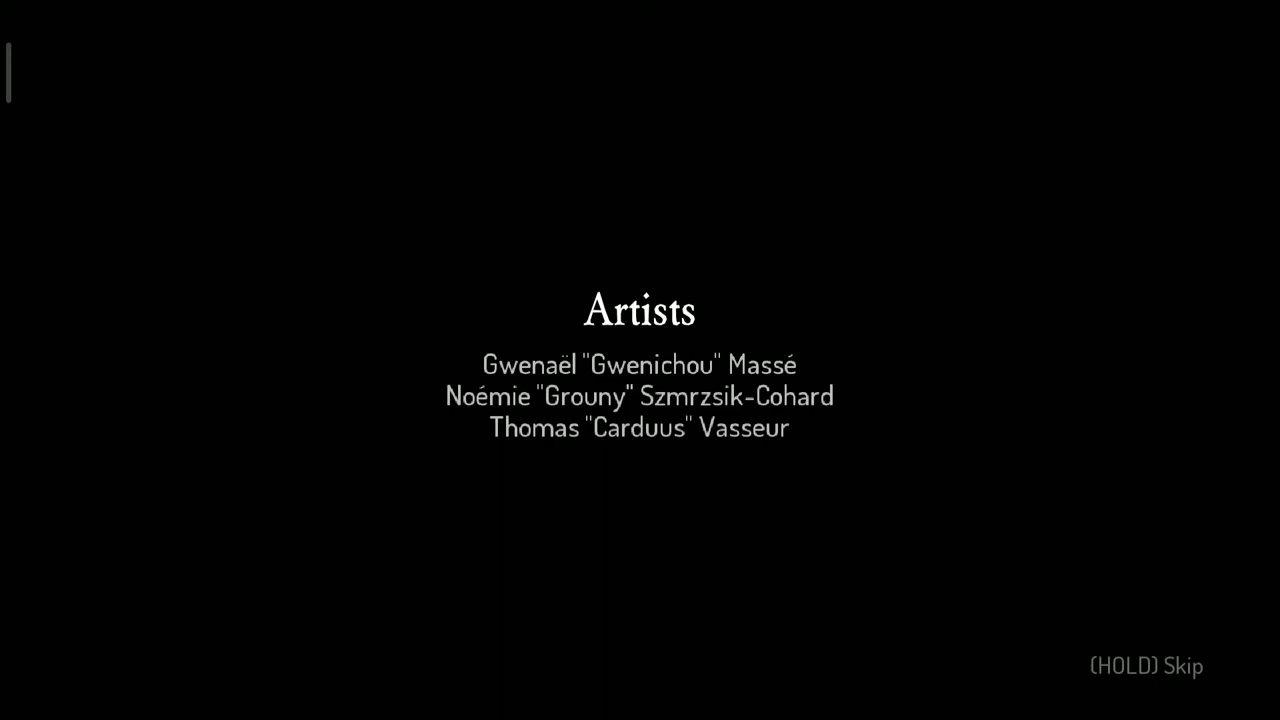 Artists
Gwenaël "Gwenichou" Massé
Noémie "Grouny" Szmrzsik-Cohard
Thomas "Carduus" Vasseur
(HOLD) Skip